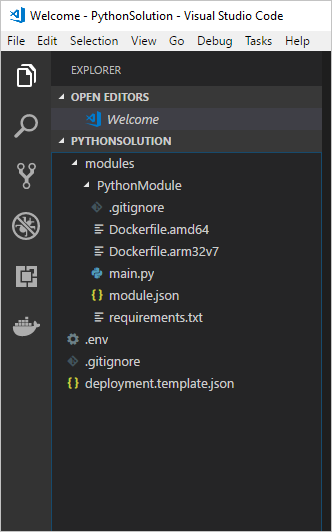 Welcome - PythonSolution - Visual Studio Code
File Edit Selection View Go Debug Tasks Help
EXPLORER
OPEN EDITORS
Welcome
PYTHONSOLUTION
modules
PythonModule
.gitignore
Dockerfile.amd64
Dockerfile.arm32v7
main.py
module.json
requirements.txt
.env
.gitignore
deployment.template.json